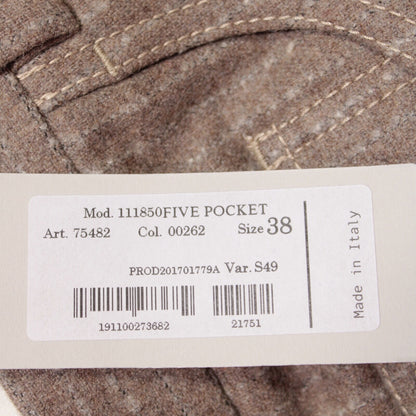 Mod. 111850FIVE POCKET
Art. 75482 Col. 00262 Size 38
PROD201701779A Var. S49
191100273682 21751
Made in Italy